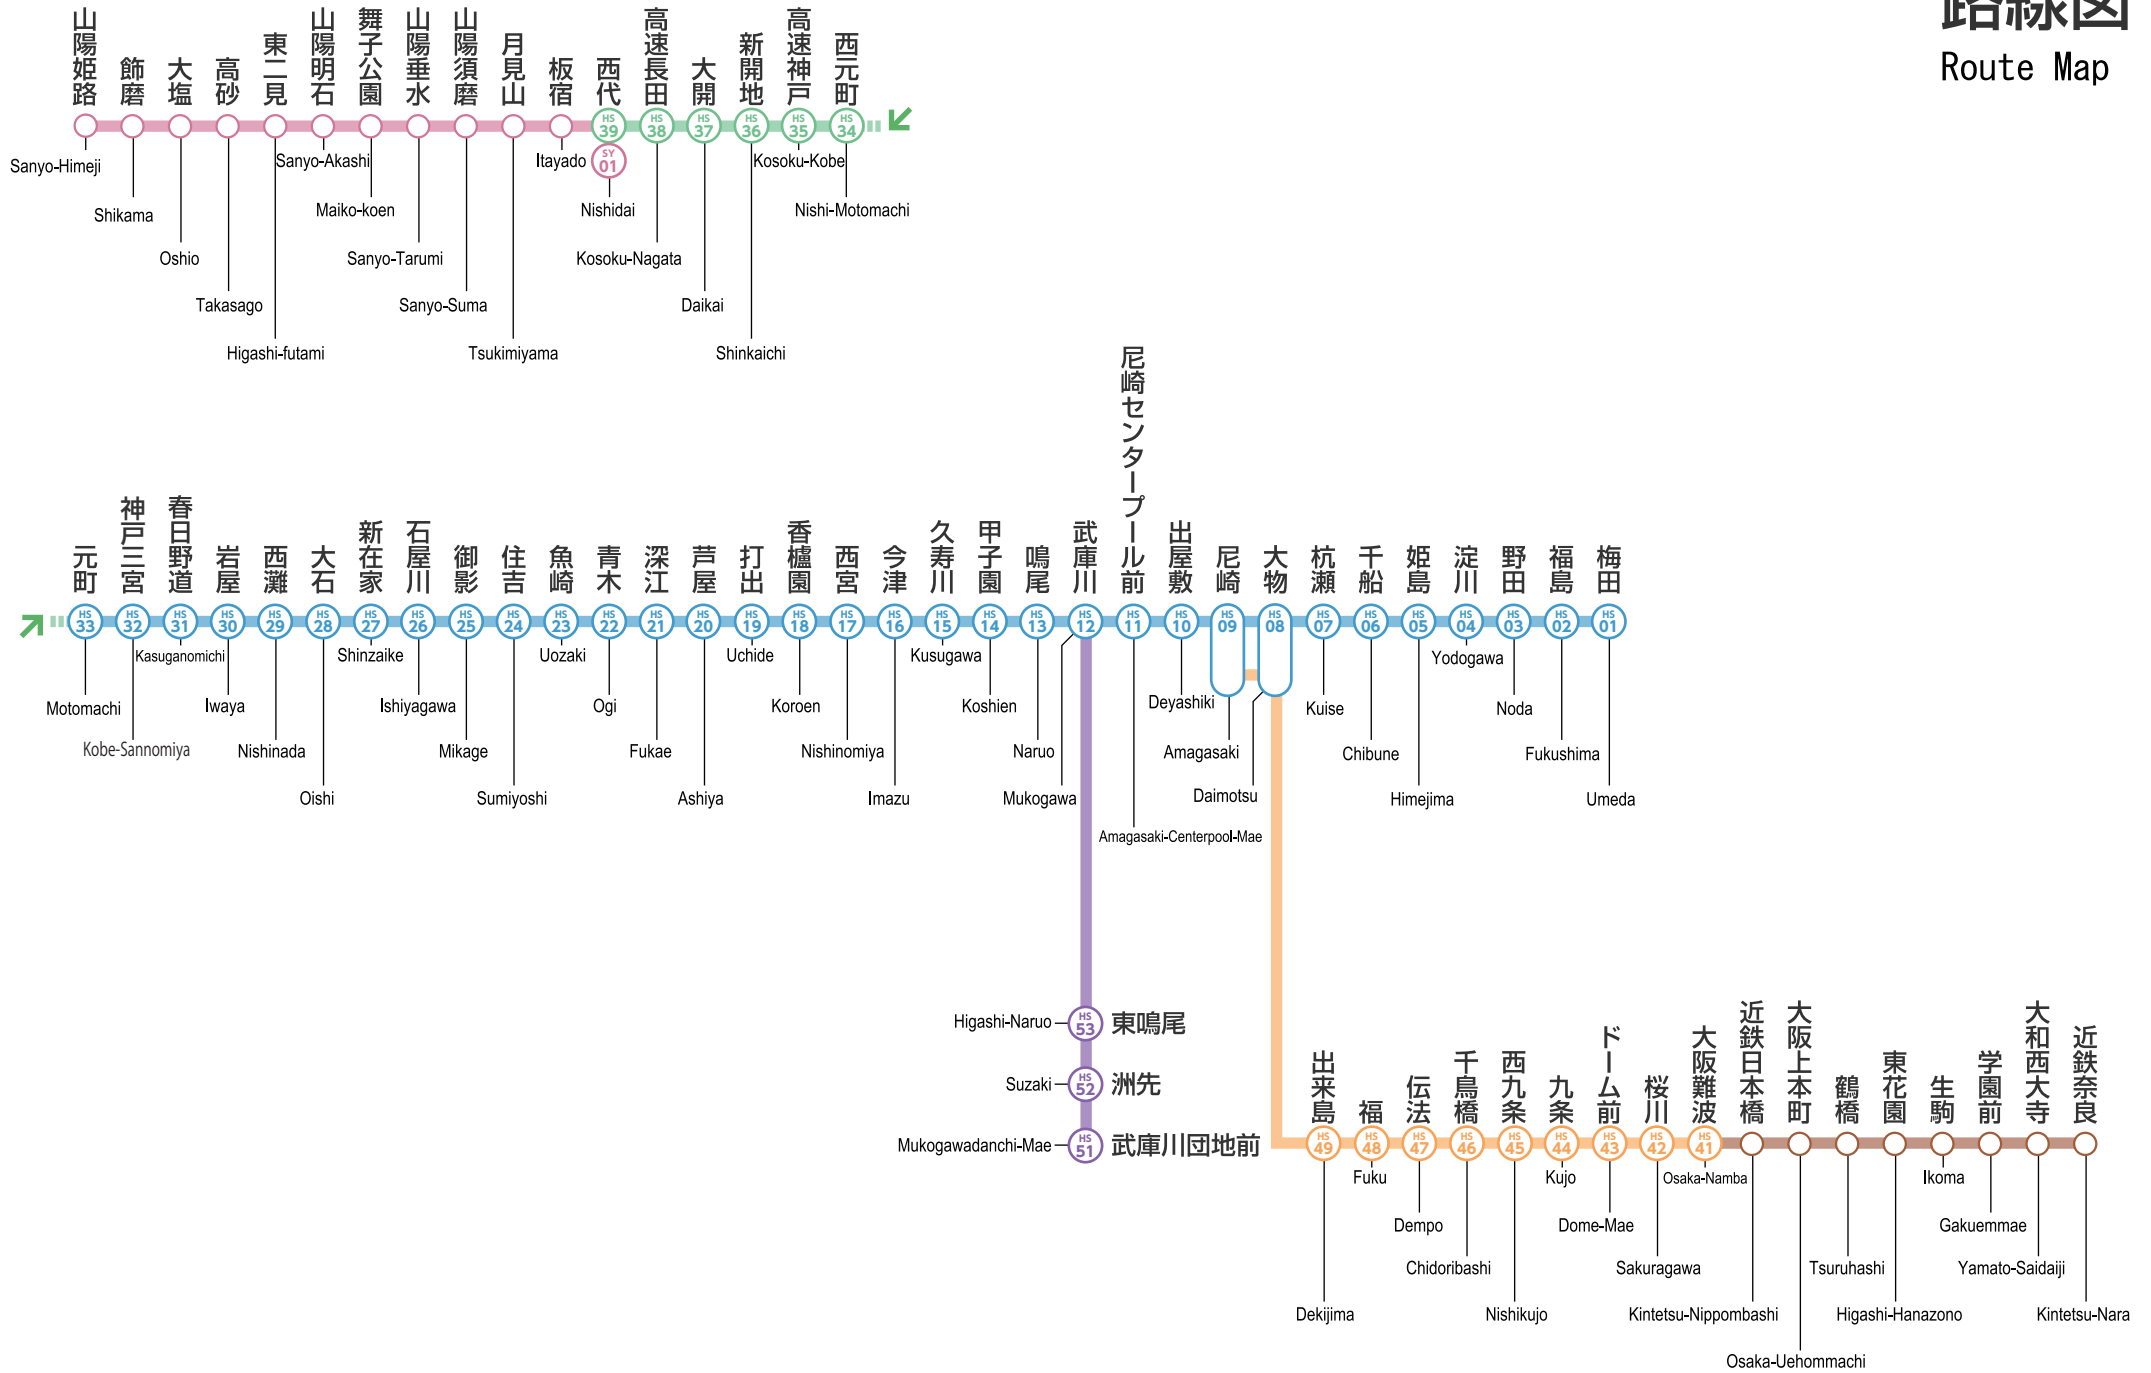 路線図
Route Map
山陽姫路
飾磨
大塩
高砂
東二見
山陽明石
舞子公園
山陽垂水
山陽須磨
月見山
板宿
西代
高速長田
大開
新開地
高速神戸
西元町
HS 39
HS 38
HS 37
HS 36
HS 35
HS 34
SY 01
Sanyo-Himeji
Shikama
Oshio
Takasago
Higashi-futami
Sanyo-Akashi
Maiko-koen
Sanyo-Tarumi
Sanyo-Suma
Tsukimiyama
Itayado
Nishidai
Kosoku-Nagata
Daikai
Shinkaichi
Kosoku-Kobe
Nishi-Motomachi
元町
神戸三宮
春日野道
岩屋
西灘
大石
新在家
石屋川
御影
住吉
魚崎
青木
深江
芦屋
打出
香櫨園
西宮
今津
久寿川
甲子園
鳴尾
武庫川
尼崎センタープール前
出屋敷
尼崎
大物
杭瀬
千船
姫島
淀川
野田
福島
梅田
HS 33
HS 32
HS 31
HS 30
HS 29
HS 28
HS 27
HS 26
HS 25
HS 24
HS 23
HS 22
HS 21
HS 20
HS 19
HS 18
HS 17
HS 16
HS 15
HS 14
HS 13
HS 12
HS 11
HS 10
HS 09
HS 08
HS 07
HS 06
HS 05
HS 04
HS 03
HS 02
HS 01
Motomachi
Kobe-Sannomiya
Kasuganomichi
Iwaya
Nishinada
Oishi
Shinzaike
Ishiyagawa
Mikage
Sumiyoshi
Uozaki
Ogi
Fukae
Ashiya
Uchide
Koroen
Nishinomiya
Imazu
Kusugawa
Koshien
Naruo
Mukogawa
Amagasaki-Centerpool-Mae
Deyashiki
Amagasaki
Daimotsu
Kuise
Chibune
Himejima
Yodogawa
Noda
Fukushima
Umeda
Higashi-Naruo HS 53 東鳴尾
Suzaki HS 52 洲先
Mukogawadanchi-Mae HS 51 武庫川団地前
出来島
福
伝法
千鳥橋
西九条
九条
ドーム前
桜川
大阪難波
近鉄日本橋
大阪上本町
鶴橋
東花園
生駒
学園前
大和西大寺
近鉄奈良
HS 49
HS 48
HS 47
HS 46
HS 45
HS 44
HS 43
HS 42
HS 41
Dekijima
Fuku
Dempo
Chidoribashi
Nishikujo
Kujo
Dome-Mae
Sakuragawa
Osaka-Namba
Kintetsu-Nippombashi
Osaka-Uehommachi
Tsuruhashi
Higashi-Hanazono
Ikoma
Gakuemmae
Yamato-Saidaiji
Kintetsu-Nara